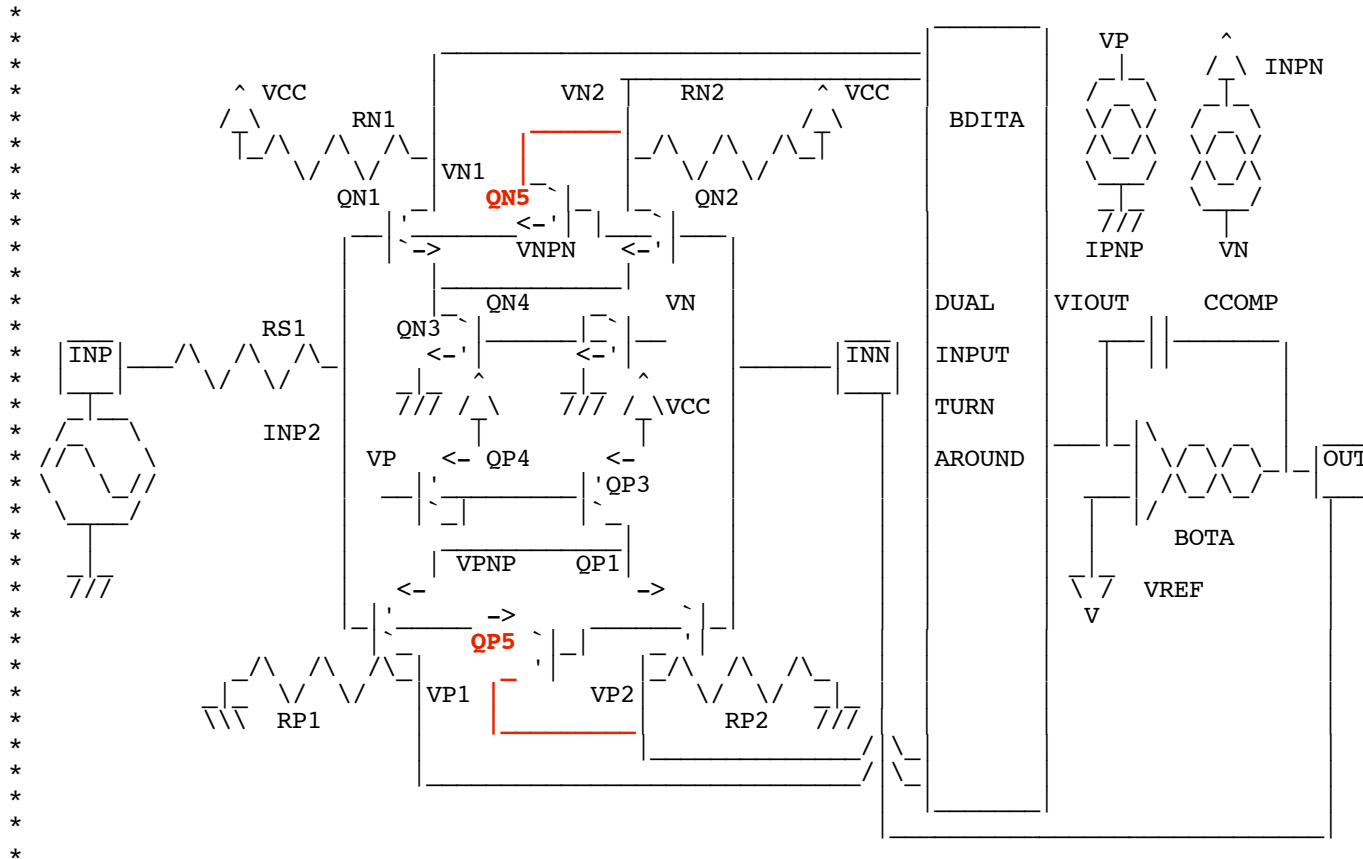 VP
INPN
VCC VN2 RN2 VCC
RN1 BDITA
VN1
QN1 QN5 QN2
VNPN IPNP VN
QN4 VN DUAL VIOUT CCOMP
RS1 QN3
INP INN INPUT
VCC TURN
INP2
VP QP4 AROUND OUT
QP3
BOTA
VPNP QP1
VREF
V
QP5
VP1 VP2
RP1 RP2